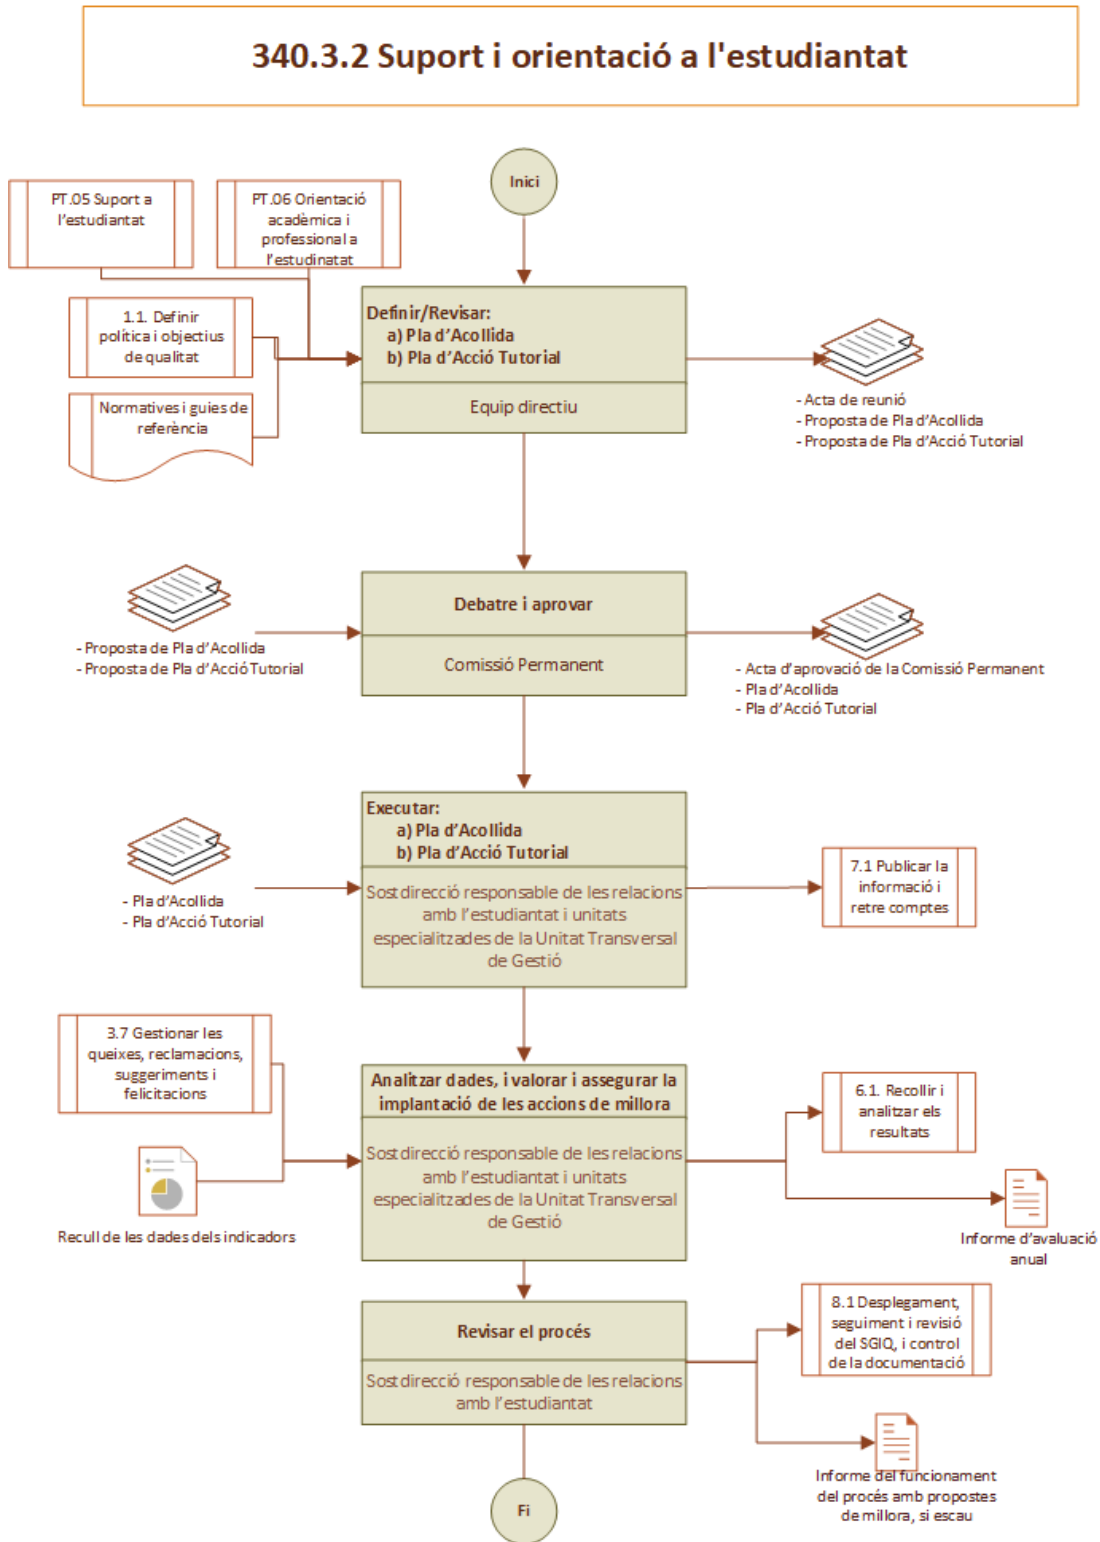 340.3.2 Suport i orientació a l'estudiantat
Inici
PT.05 Suport a
l'estudiantat
PT.06 Orientació
acadèmica i
professional a
l'estudinatat
1.1. Definir
política i objectius
de qualitat
Normatives i guies de
referència
Definir/Revisar:
a) Pla d'Acollida
b) Pla d'Acció Tutorial
Equip directiu
- Acta de reunió
- Proposta de Pla d'Acollida
- Proposta de Pla d'Acció Tutorial
- Proposta de Pla d'Acollida
- Proposta de Pla d'Acció Tutorial
Debatre i aprovar
Comissió Permanent
- Acta d'aprovació de la Comissió Permanent
- Pla d'Acollida
- Pla d'Acció Tutorial
- Pla d'Acollida
- Pla d'Acció Tutorial
Executar:
a) Pla d'Acollida
b) Pla d'Acció Tutorial
Sostdirecció responsable de les relacions
amb l'estudiantat i unitats
especialitzades de la Unitat Transversal
de Gestió
7.1 Publicar la
informació i
retre comptes
3.7 Gestionar les
queixes, reclamacions,
suggeriments i
felicitacions
Recull de les dades dels indicadors
Analitzar dades, i valorar i assegurar la
implantació de les accions de millora
Sostdirecció responsable de les relacions
amb l'estudiantat i unitats
especialitzades de la Unitat Transversal
de Gestió
6.1. Recollir i
analitzar els
resultats
Informe d'avaluació
anual
Revisar el procés
Sostdirecció responsable de les relacions
amb l'estudiantat
8.1 Desplegament,
seguiment i revisió
del SGIQ, i control
de la documentació
Informe del funcionament
del procés amb propostes
de millora, si escau
Fi